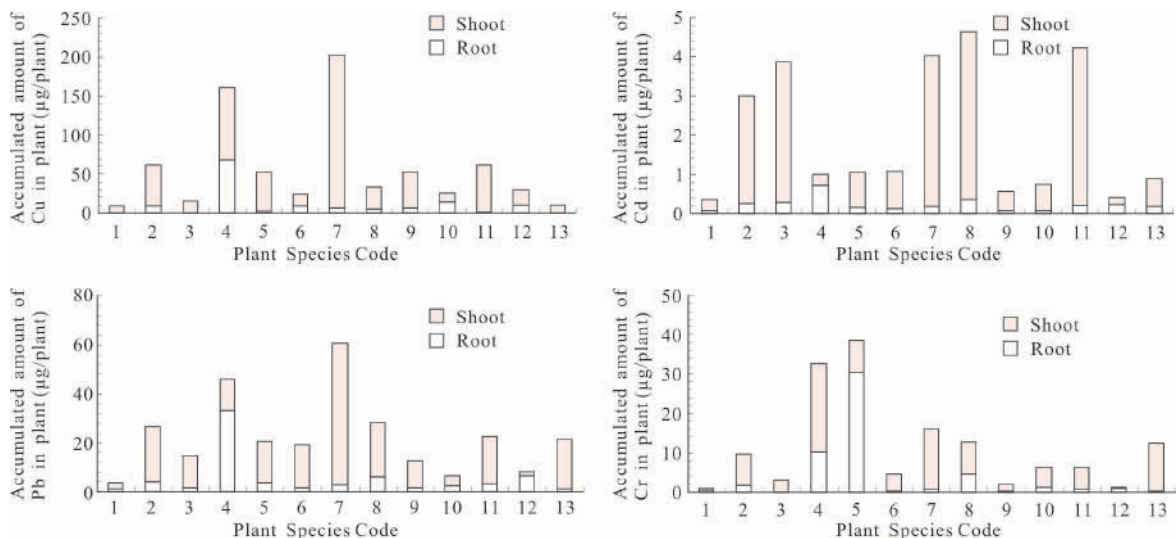 Accumulated amount of
Cu in plant (µg/plant)
250
200
150
100
50
0
Shoot
Root
1 2 3 4 5 6 7 8 9 10 11 12 13
Plant Species Code
Accumulated amount of
Cd in plant (µg/plant)
5
4
3
2
1
0
Shoot
Root
1 2 3 4 5 6 7 8 9 10 11 12 13
Plant Species Code
Accumulated amount of
Pb in plant (µg/plant)
80
60
40
20
0
Shoot
Root
1 2 3 4 5 6 7 8 9 10 11 12 13
Plant Species Code
Accumulated amount of
Cr in plant (µg/plant)
50
40
30
20
10
0
Shoot
Root
1 2 3 4 5 6 7 8 9 10 11 12 13
Plant Species Code